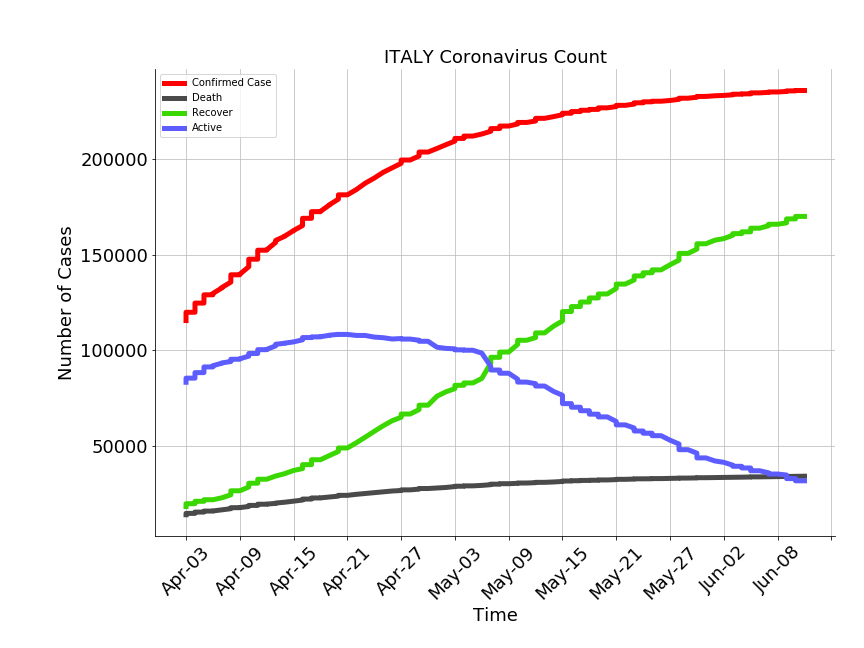 ITALY Coronavirus Count
Confirmed Case
Death
Recover
Active
200000
150000
100000
50000
Number of Cases
Apr-03
Apr-09
Apr-15
Apr-21
Apr-27
May-03
May-09
May-15
May-21
May-27
Jun-02
Jun-08
Time